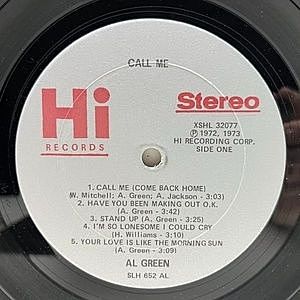 CALL ME
Hi
RECORDS
Stereo
XSHL 32077
℗ 1972, 1973
HI RECORDING CORP.
SIDE ONE
1. CALL ME (COME BACK HOME)
(W. Mitchell; A. Green; A. Jackson - 3:03)
2. HAVE YOU BEEN MAKING OUT O.K.
(A. Green - 3:42)
3. STAND UP (A. Green - 3:25)
4. I'M SO LONESOME I COULD CRY
(H. Williams - 3:10)
5. YOUR LOVE IS LIKE THE MORNING SUN
(A. Green - 3:09)
AL GREEN
SLH 652 AL